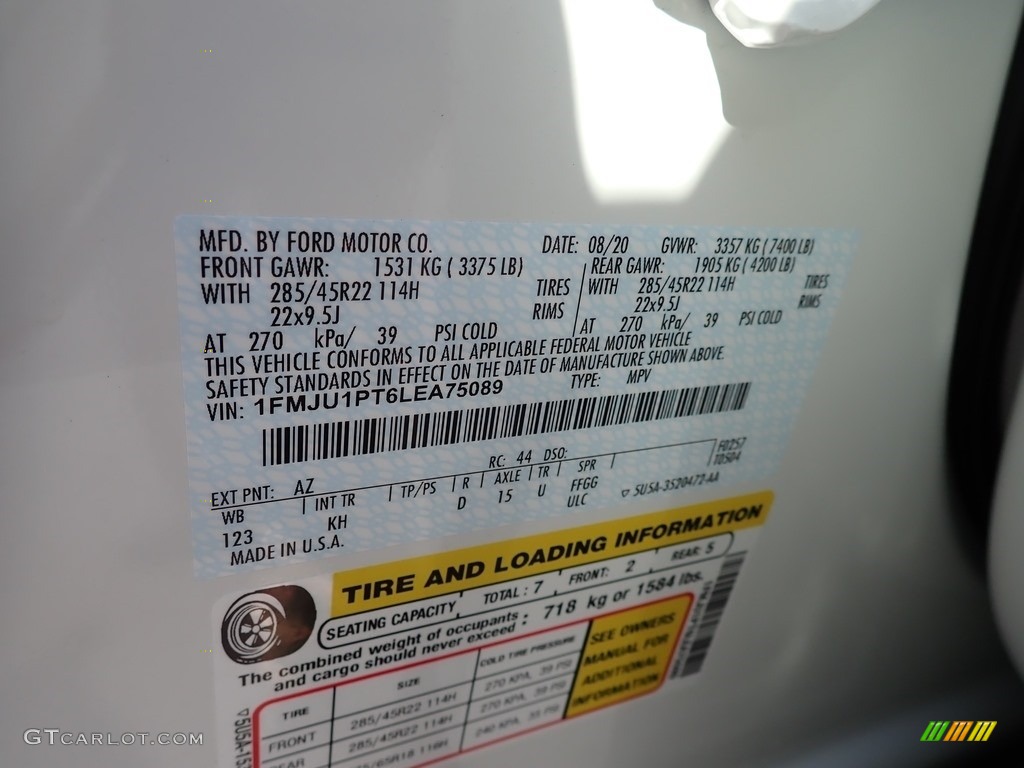 MFD. BY FORD MOTOR CO. DATE: 08/20 GVWR: 3357 KG ( 7400 LB)
FRONT GAWR: 1531 KG ( 3375 LB) REAR GAWR: 1905 KG ( 4200 LB)
WITH 285/45R22 114H TIRES WITH 285/45R22 114H TIRES
22x9.5J RIMS 22x9.5J RIMS
AT 270 kPa/ 39 PSI COLD AT 270 kPa/ 39 PSI COLD
THIS VEHICLE CONFORMS TO ALL APPLICABLE FEDERAL MOTOR VEHICLE
SAFETY STANDARDS IN EFFECT ON THE DATE OF MANUFACTURE SHOWN ABOVE.
VIN: 1FMJU1PT6LEA75089 TYPE: MPV
F0257
EXT PNT: AZ RC: 44 DSO: T0504
WB INT TR TP/PS R AXLE TR SPR
123 KH D 15 U FFGG
ULC 5U5A-3520472-AA
MADE IN U.S.A.
TIRE AND LOADING INFORMATION
SEATING CAPACITY TOTAL : 7 FRONT: 2 REAR: 5
The combined weight of occupants and cargo should never exceed : 718 kg or 1584 lbs.
TIRE SIZE COLD TIRE PRESSURE
FRONT 285/45R22 114H 270 KPA, 39 PSI
REAR 285/45R22 114H 270 KPA, 39 PSI
SEE OWNERS
MANUAL FOR
ADDITIONAL
INFORMATION
GTcarlot.com